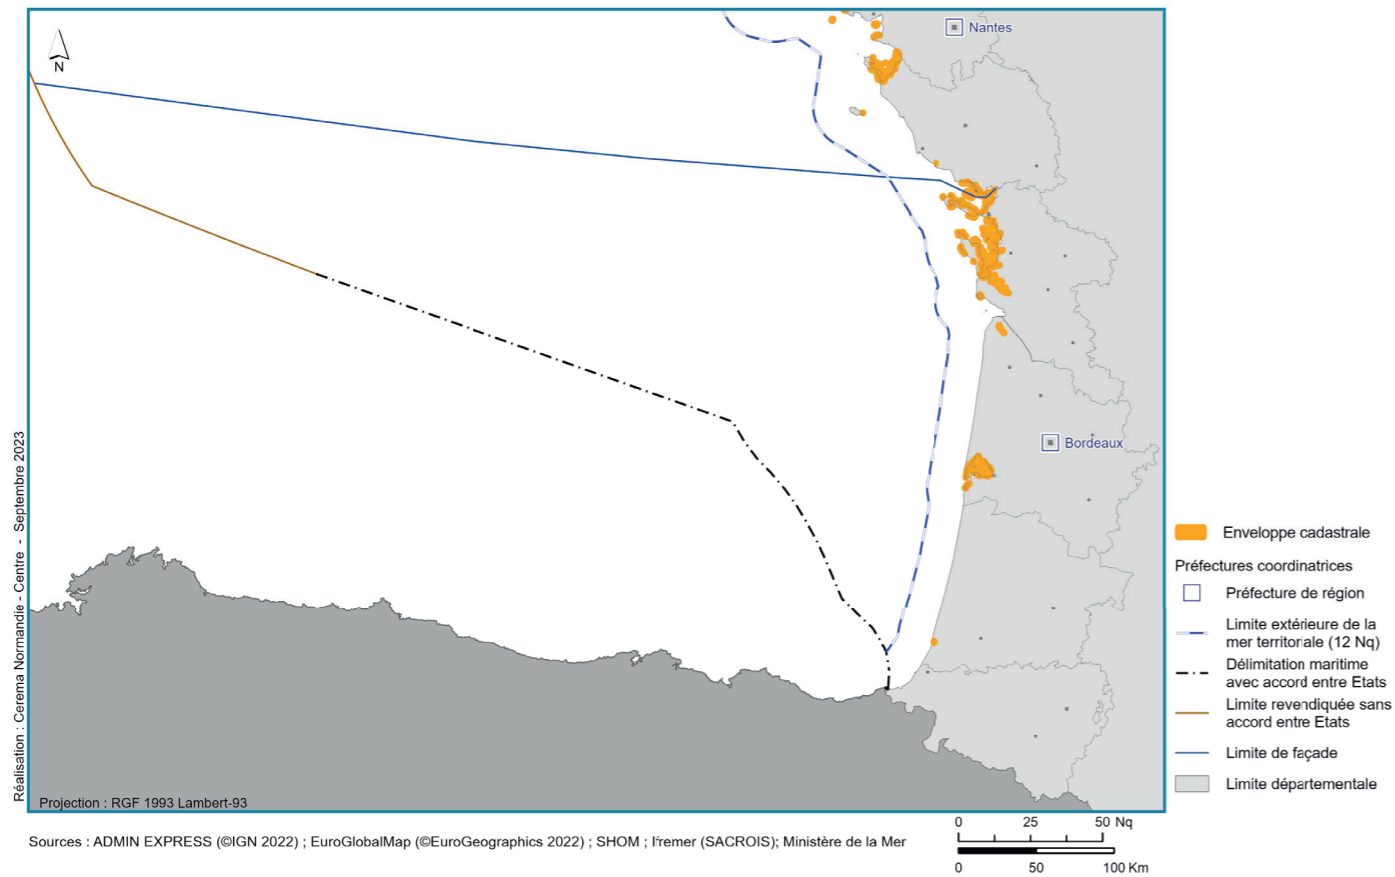 N
Nantes
Bordeaux
Réalisation : Cerema Normandie - Centre - Septembre 2023
Projection : RGF 1993 Lambert-93
Enveloppe cadastrale
Préfectures coordinatrices
Préfecture de région
Limite extérieure de la
mer territoriale (12 Nq)
Délimitation maritime
avec accord entre Etats
Limite revendiquée sans
accord entre Etats
Limite de façade
Limite départementale
Sources : ADMIN EXPRESS (©IGN 2022) ; EuroGlobalMap (©EuroGeographics 2022) ; SHOM ; Ifremer (SACROIS); Ministère de la Mer
0 25 50 Nq
0 50 100 Km